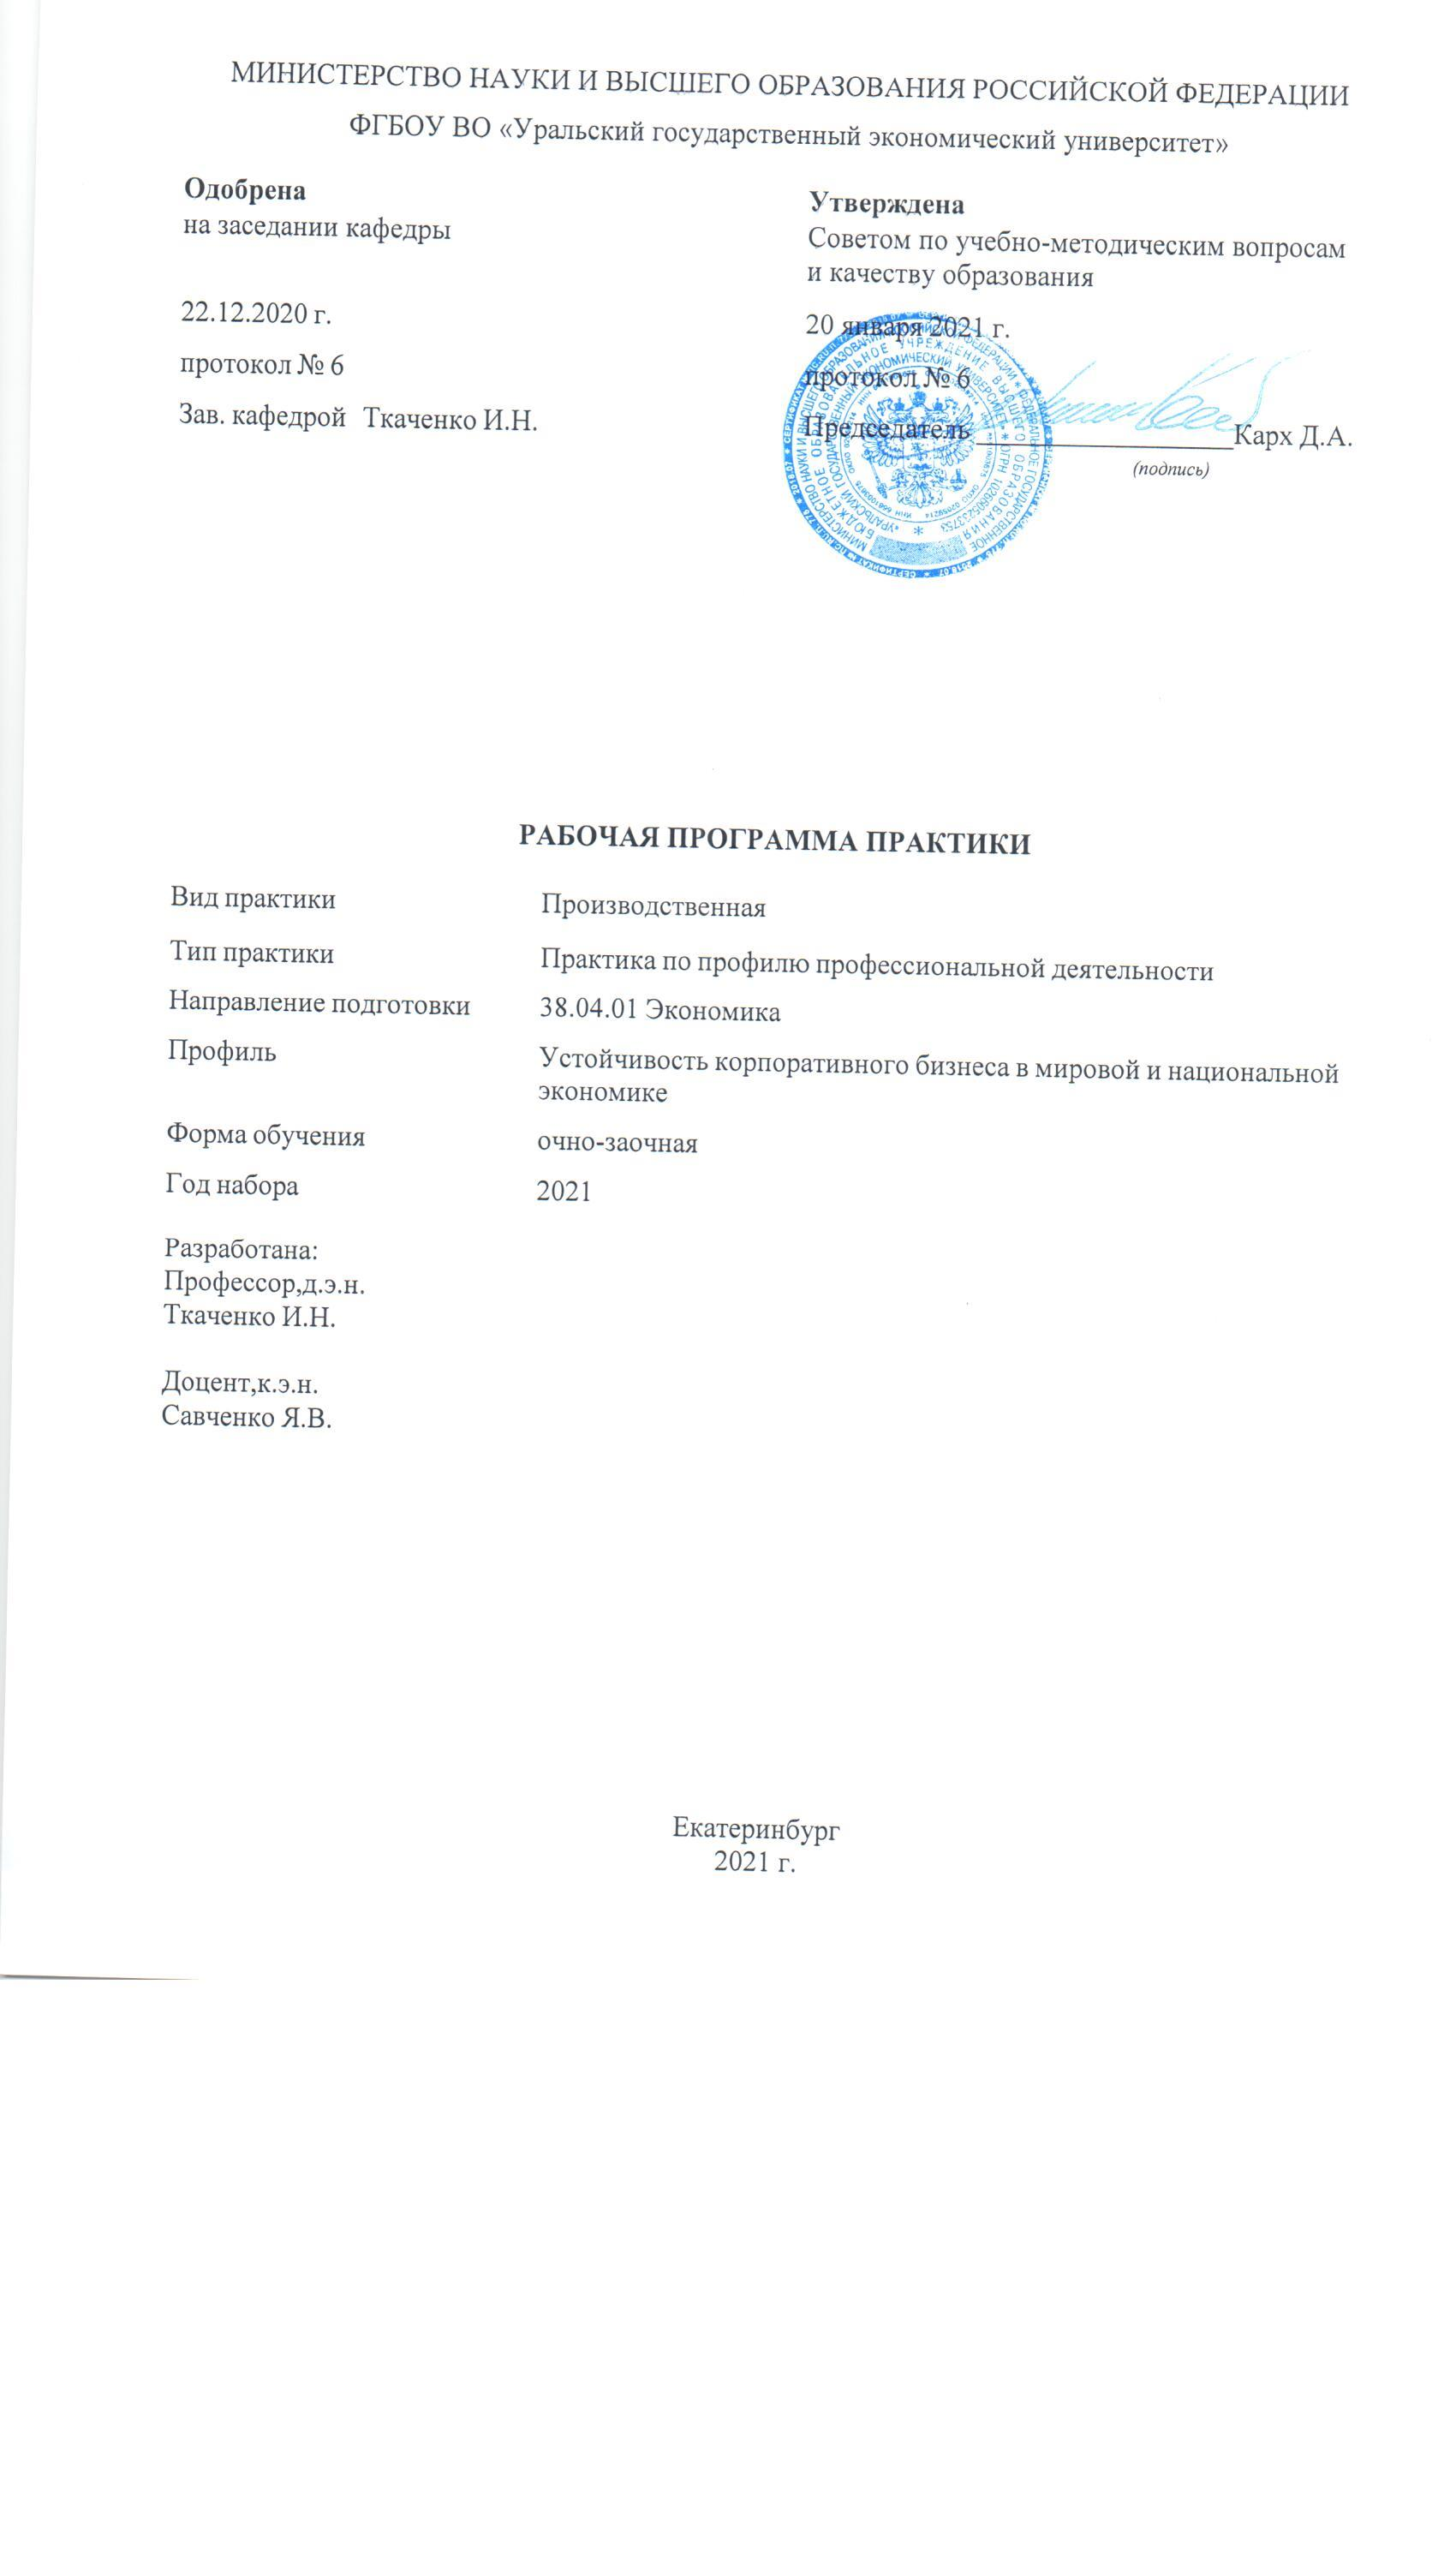 МИНИСТЕРСТВО НАУКИ И ВЫСШЕГО ОБРАЗОВАНИЯ РОССИЙСКОЙ ФЕДЕРАЦИИ
ФГБОУ ВО «Уральский государственный экономический университет»
Одобрена
на заседании кафедры
22.12.2020 г.
протокол № 6
Зав. кафедрой Ткаченко И.Н.
Утверждена
Советом по учебно-методическим вопросам
и качеству образования
20 января 2021 г.
протокол № 6
Председатель ___________________Карх Д.А.
(подпись)
РАБОЧАЯ ПРОГРАММА ПРАКТИКИ
Вид практики Производственная
Тип практики Практика по профилю профессиональной деятельности
Направление подготовки 38.04.01 Экономика
Профиль Устойчивость корпоративного бизнеса в мировой и национальной
экономике
Форма обучения очно-заочная
Год набора 2021
Разработана:
Профессор,д.э.н.
Ткаченко И.Н.
Доцент,к.э.н.
Савченко Я.В.
Екатеринбург
2021 г.